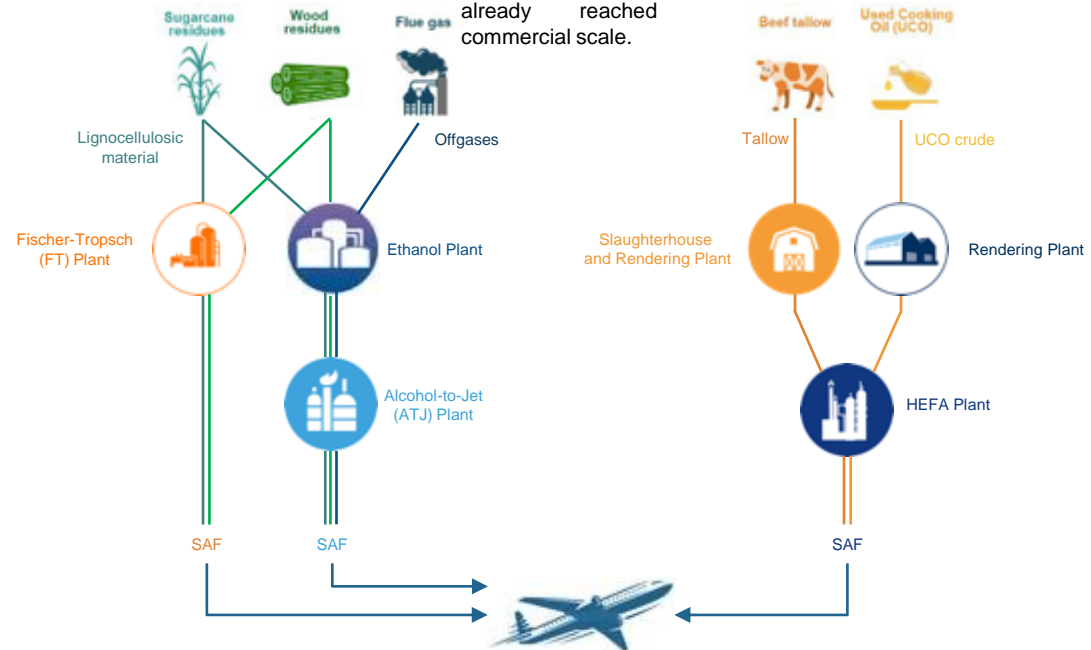 already reached
commercial scale.
Sugarcane
residues
Wood
residues
Flue gas
Beef tallow
Used Cooking
Oil (UCO)
Lignocellulosic
material
Offgases
Tallow
UCO crude
Fischer-Tropsch
(FT) Plant
Ethanol Plant
Slaughterhouse
and Rendering Plant
Rendering Plant
Alcohol-to-Jet
(ATJ) Plant
HEFA Plant
SAF
SAF
SAF